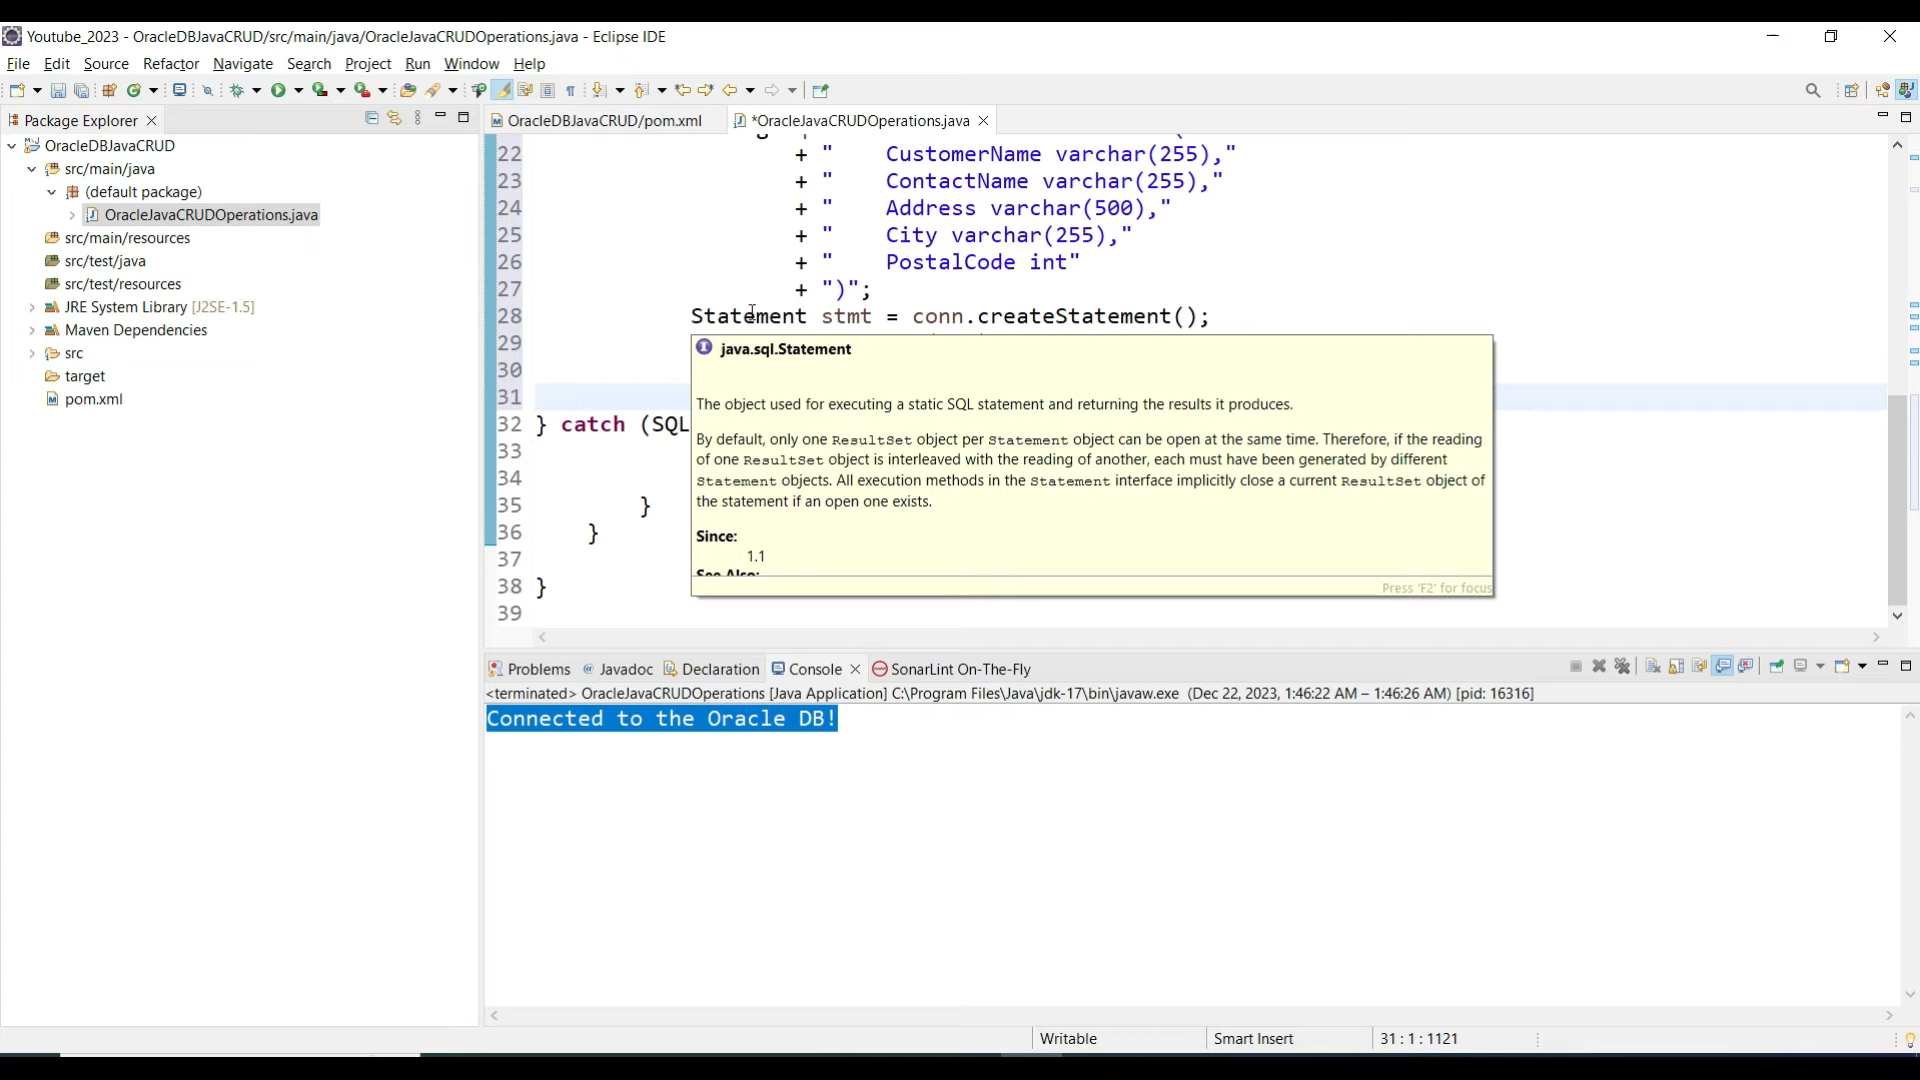 Youtube_2023 - OracleDBJavaCRUD/src/main/java/OracleJavaCRUDOperations.java - Eclipse IDE
File Edit Source Refactor Navigate Search Project Run Window Help
Package Explorer
OracleDBJavaCRUD/pom.xml
*OracleJavaCRUDOperations.java
OracleDBJavaCRUD
src/main/java
(default package)
OracleJavaCRUDOperations.java
src/main/resources
src/test/java
src/test/resources
JRE System Library [J2SE-1.5]
Maven Dependencies
src
target
pom.xml
22 + "    CustomerName varchar(255),"
23 + "    ContactName varchar(255),"
24 + "    Address varchar(500),"
25 + "    City varchar(255),"
26 + "    PostalCode int"
27 + ")";
28 Statement stmt = conn.createStatement();
29
30
31
32 } catch (SQL
33
34
35 }
36 }
37
38 }
39
java.sql.Statement
The object used for executing a static SQL statement and returning the results it produces.
By default, only one ResultSet object per Statement object can be open at the same time. Therefore, if the reading
of one ResultSet object is interleaved with the reading of another, each must have been generated by different
Statement objects. All execution methods in the Statement interface implicitly close a current ResultSet object of
the statement if an open one exists.
Since:
1.1
See Also:
Press 'F2' for focus
Problems Javadoc Declaration Console SonarLint On-The-Fly
<terminated> OracleJavaCRUDOperations [Java Application] C:\Program Files\Java\jdk-17\bin\javaw.exe (Dec 22, 2023, 1:46:22 AM – 1:46:26 AM) [pid: 16316]
Connected to the Oracle DB!
Writable
Smart Insert
31 : 1 : 1121